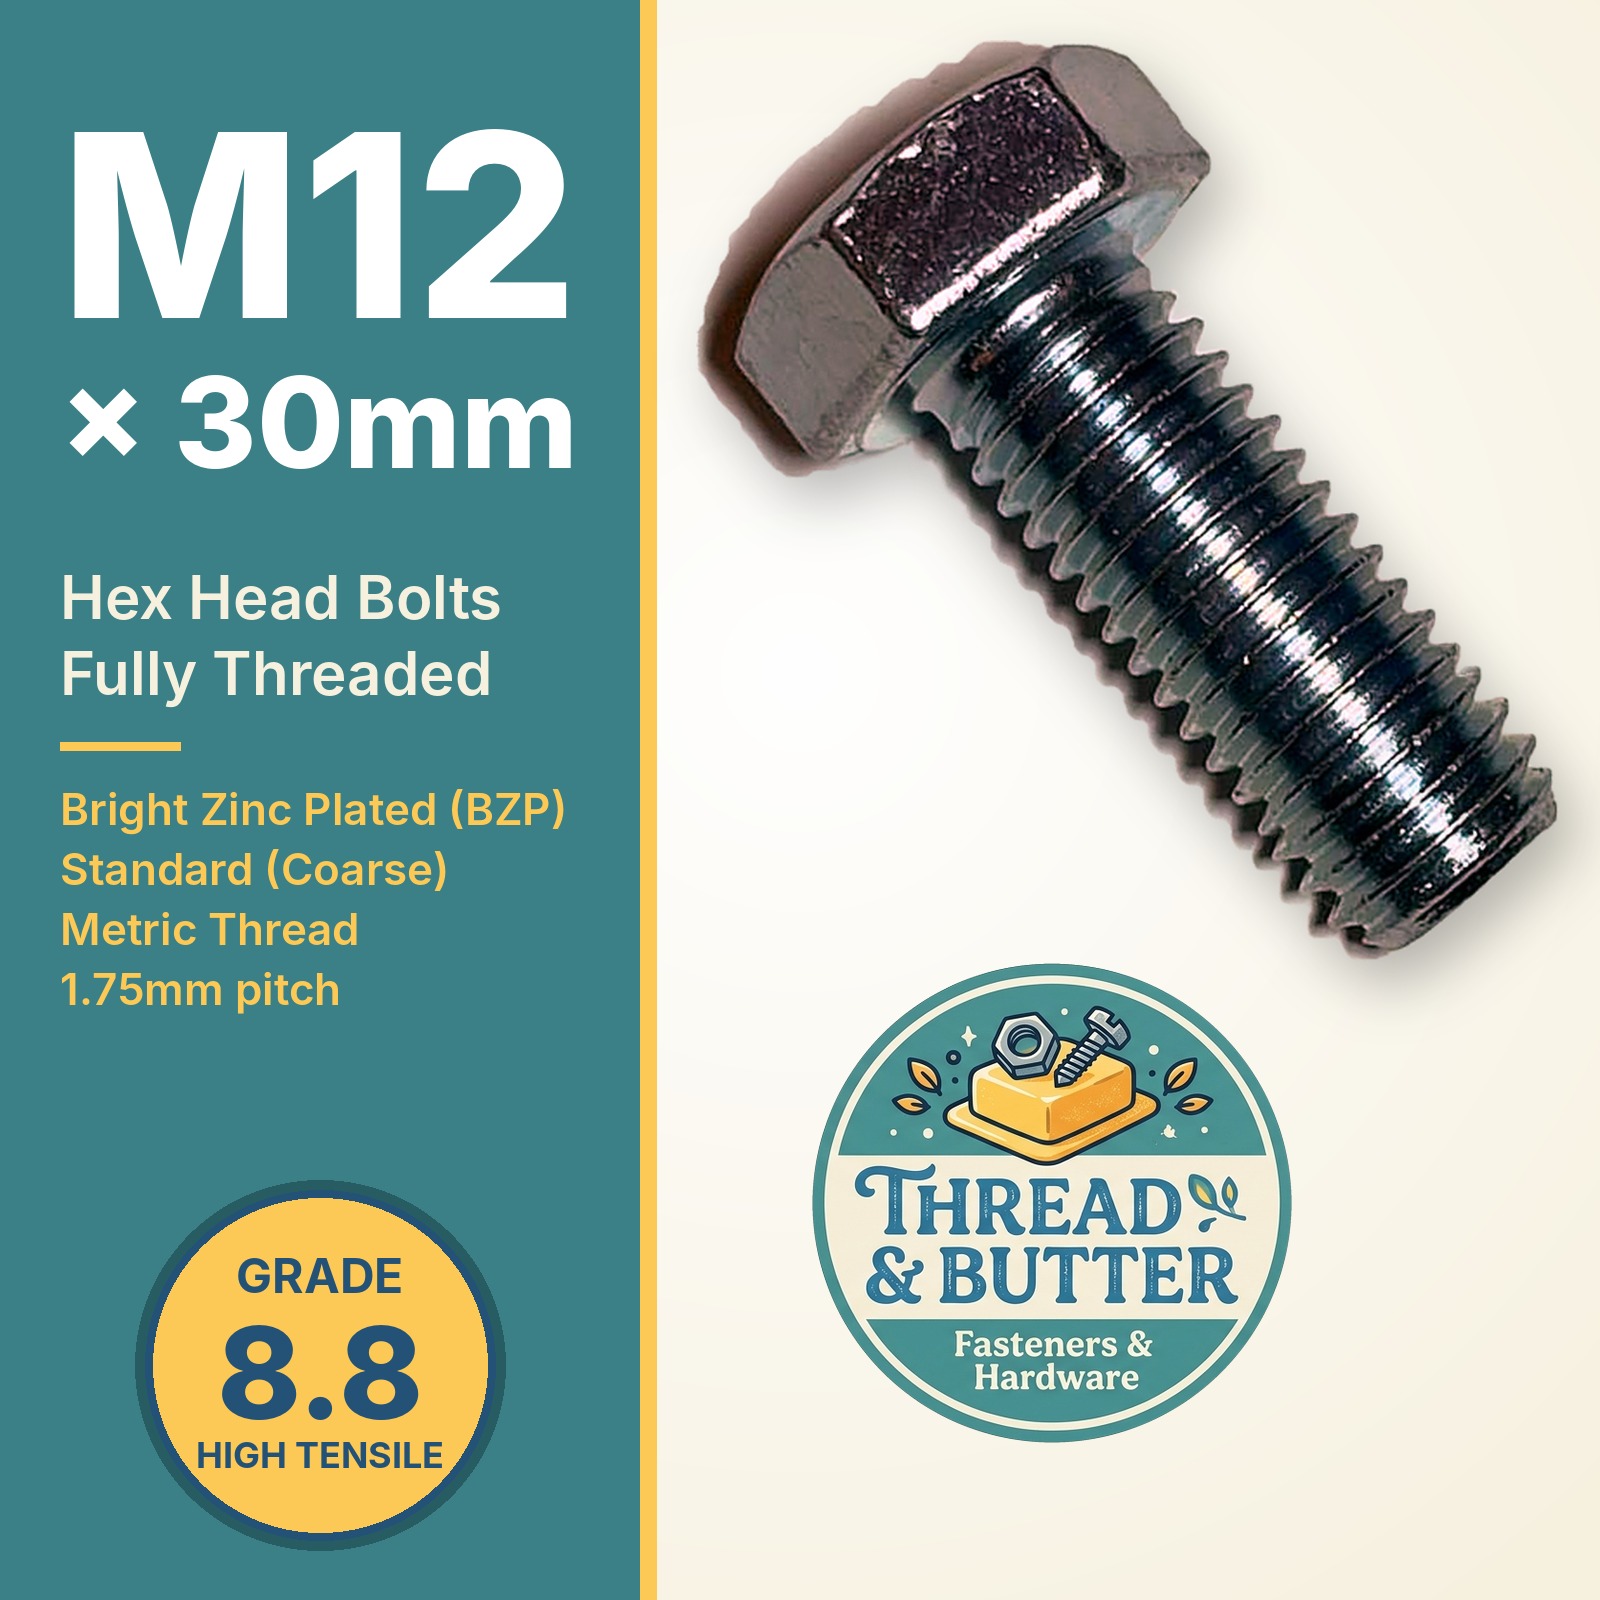 M12
× 30mm
Hex Head Bolts
Fully Threaded
Bright Zinc Plated (BZP)
Standard (Coarse)
Metric Thread
1.75mm pitch
GRADE
8.8
HIGH TENSILE
THREAD
& BUTTER
Fasteners &
Hardware